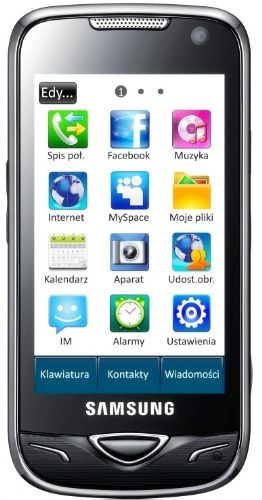 Edy... 1
Spis poł. Facebook Muzyka
Internet MySpace Moje pliki
Kalendarz Aparat Udost.obr.
IM Alarmy Ustawienia
Klawiatura Kontakty Wiadomości
SAMSUNG